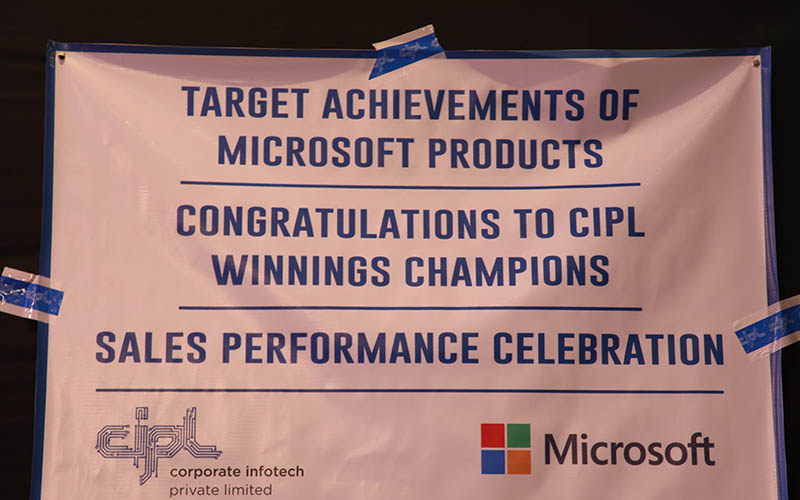 TARGET ACHIEVEMENTS OF
MICROSOFT PRODUCTS
CONGRATULATIONS TO CIPL
WINNINGS CHAMPIONS
SALES PERFORMANCE CELEBRATION
cipl
corporate infotech
private limited
Microsoft